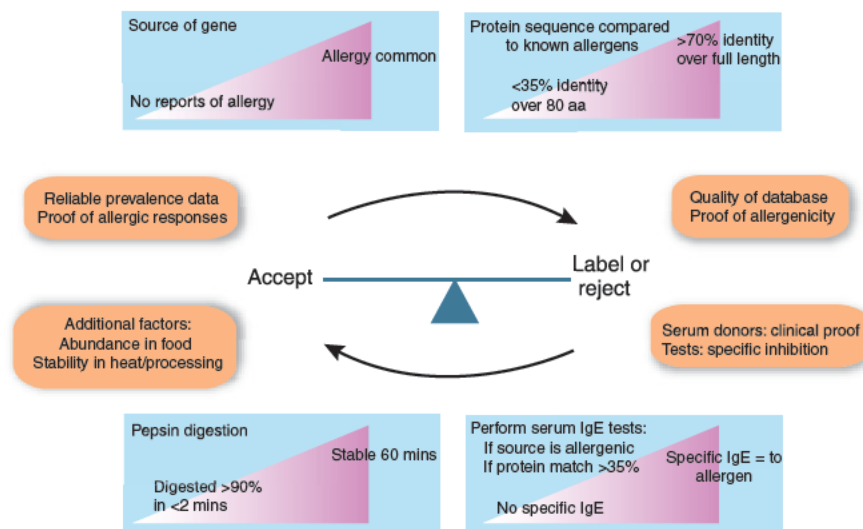 Source of gene
Allergy common
No reports of allergy
Protein sequence compared
to known allergens
>70% identity
over full length
<35% identity
over 80 aa
Reliable prevalence data
Proof of allergic responses
Quality of database
Proof of allergenicity
Accept
Label or
reject
Additional factors:
Abundance in food
Stability in heat/processing
Serum donors: clinical proof
Tests: specific inhibition
Pepsin digestion
Stable 60 mins
Digested >90%
in <2 mins
Perform serum IgE tests:
If source is allergenic
If protein match >35%
Specific IgE = to
allergen
No specific IgE